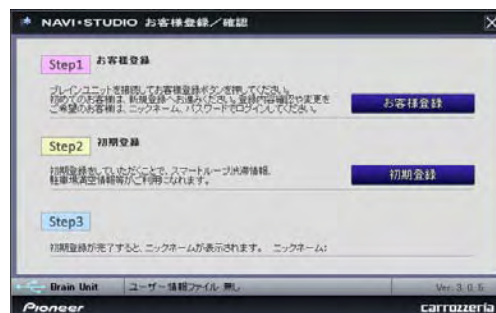 NAVI•STUDIO お客様登録／確認
Step1 お客様登録
ブレインユニットを接続してお客様登録ボタンを押してください。
初めてのお客様は、新規登録へお進みください。登録内容確認や変更を
ご希望のお客様は、ニックネーム、パスワードでログインしてください。
お客様登録
Step2 初期登録
初期登録をしていただくことで、スマートループ渋滞情報、
駐車場満空情報等がご利用になれます。
初期登録
Step3
初期登録が完了すると、ニックネームが表示されます。 ニックネーム:
Brain Unit ユーザー情報ファイル 無し Ver. 3. 0. 6
Pioneer carrozzeria